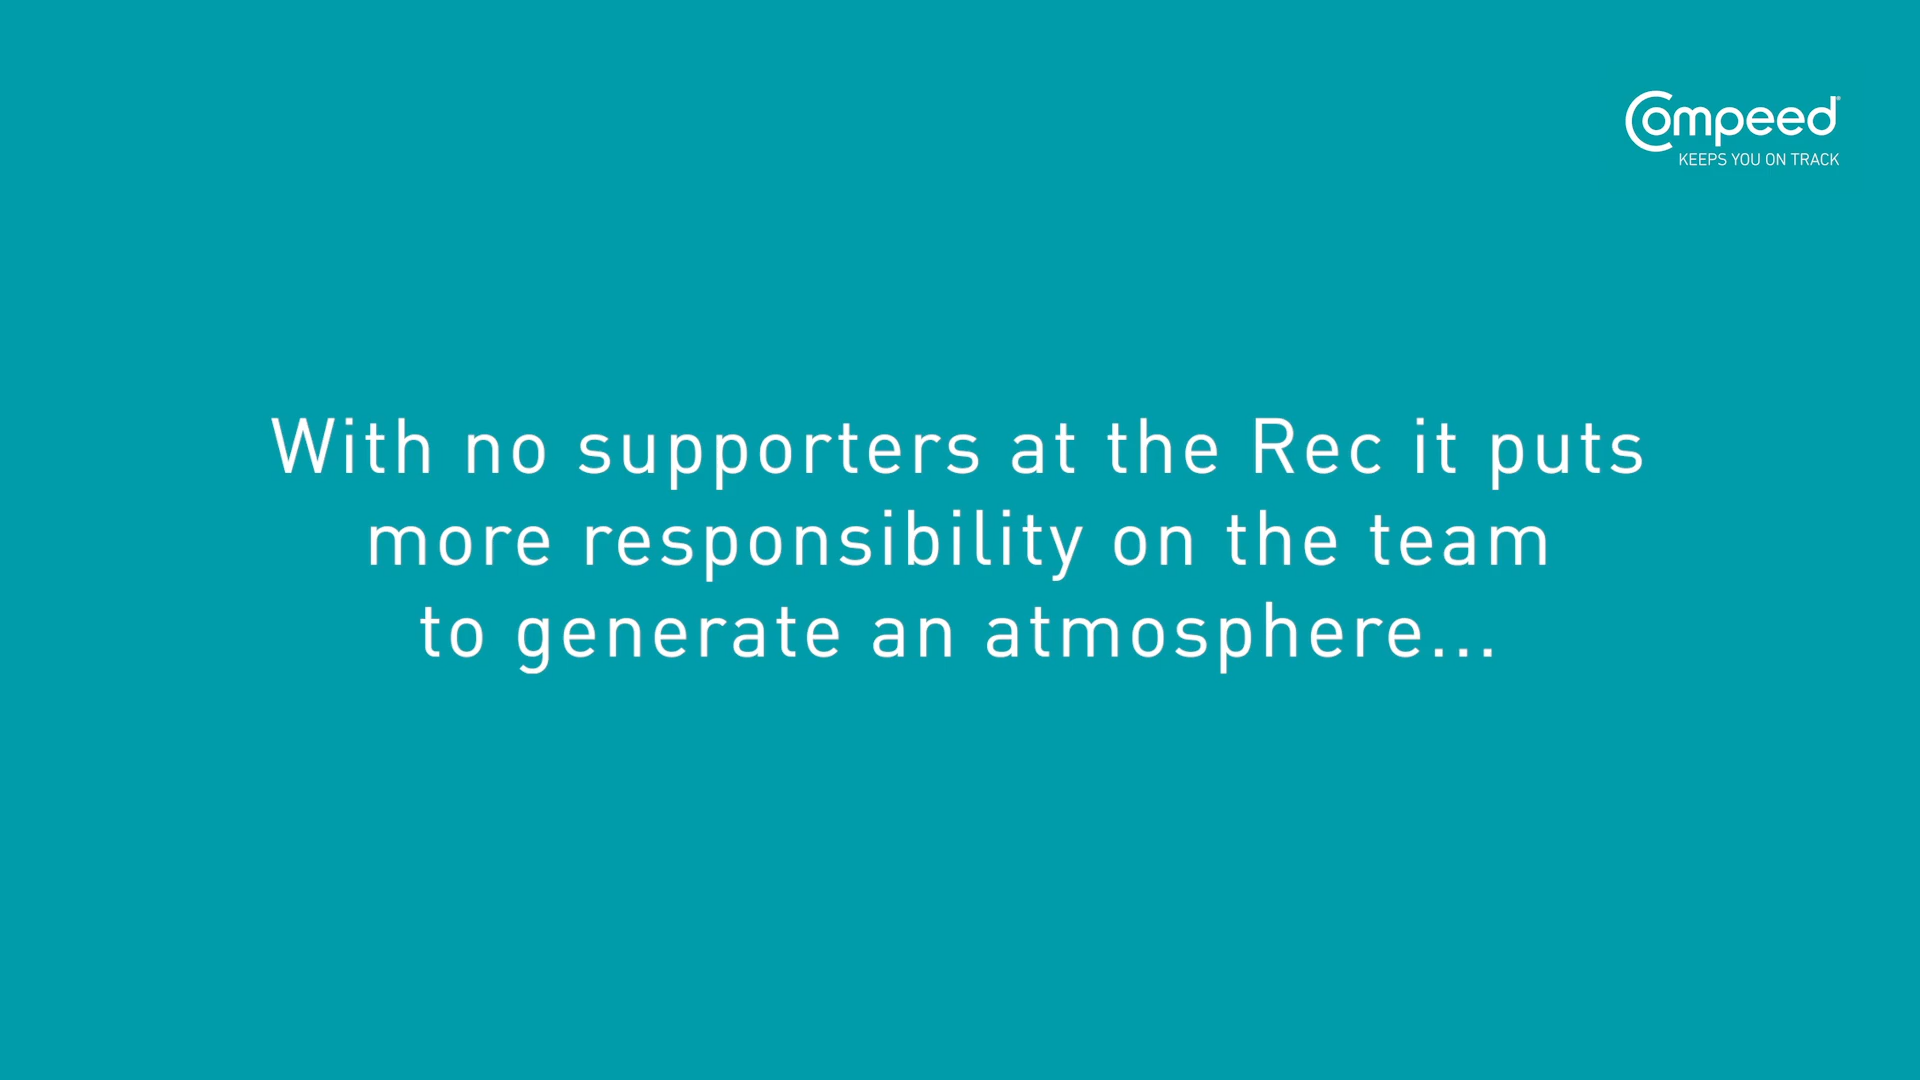 Compeed
KEEPS YOU ON TRACK
With no supporters at the Rec it puts
more responsibility on the team
to generate an atmosphere...